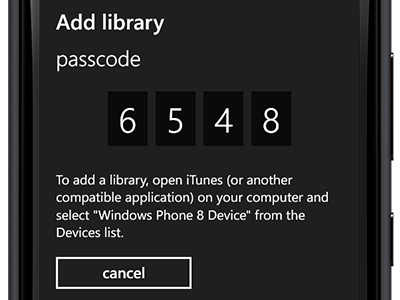 Add library
passcode
6 5 4 8
To add a library, open iTunes (or another
compatible application) on your computer and
select "Windows Phone 8 Device" from the
Devices list.
cancel